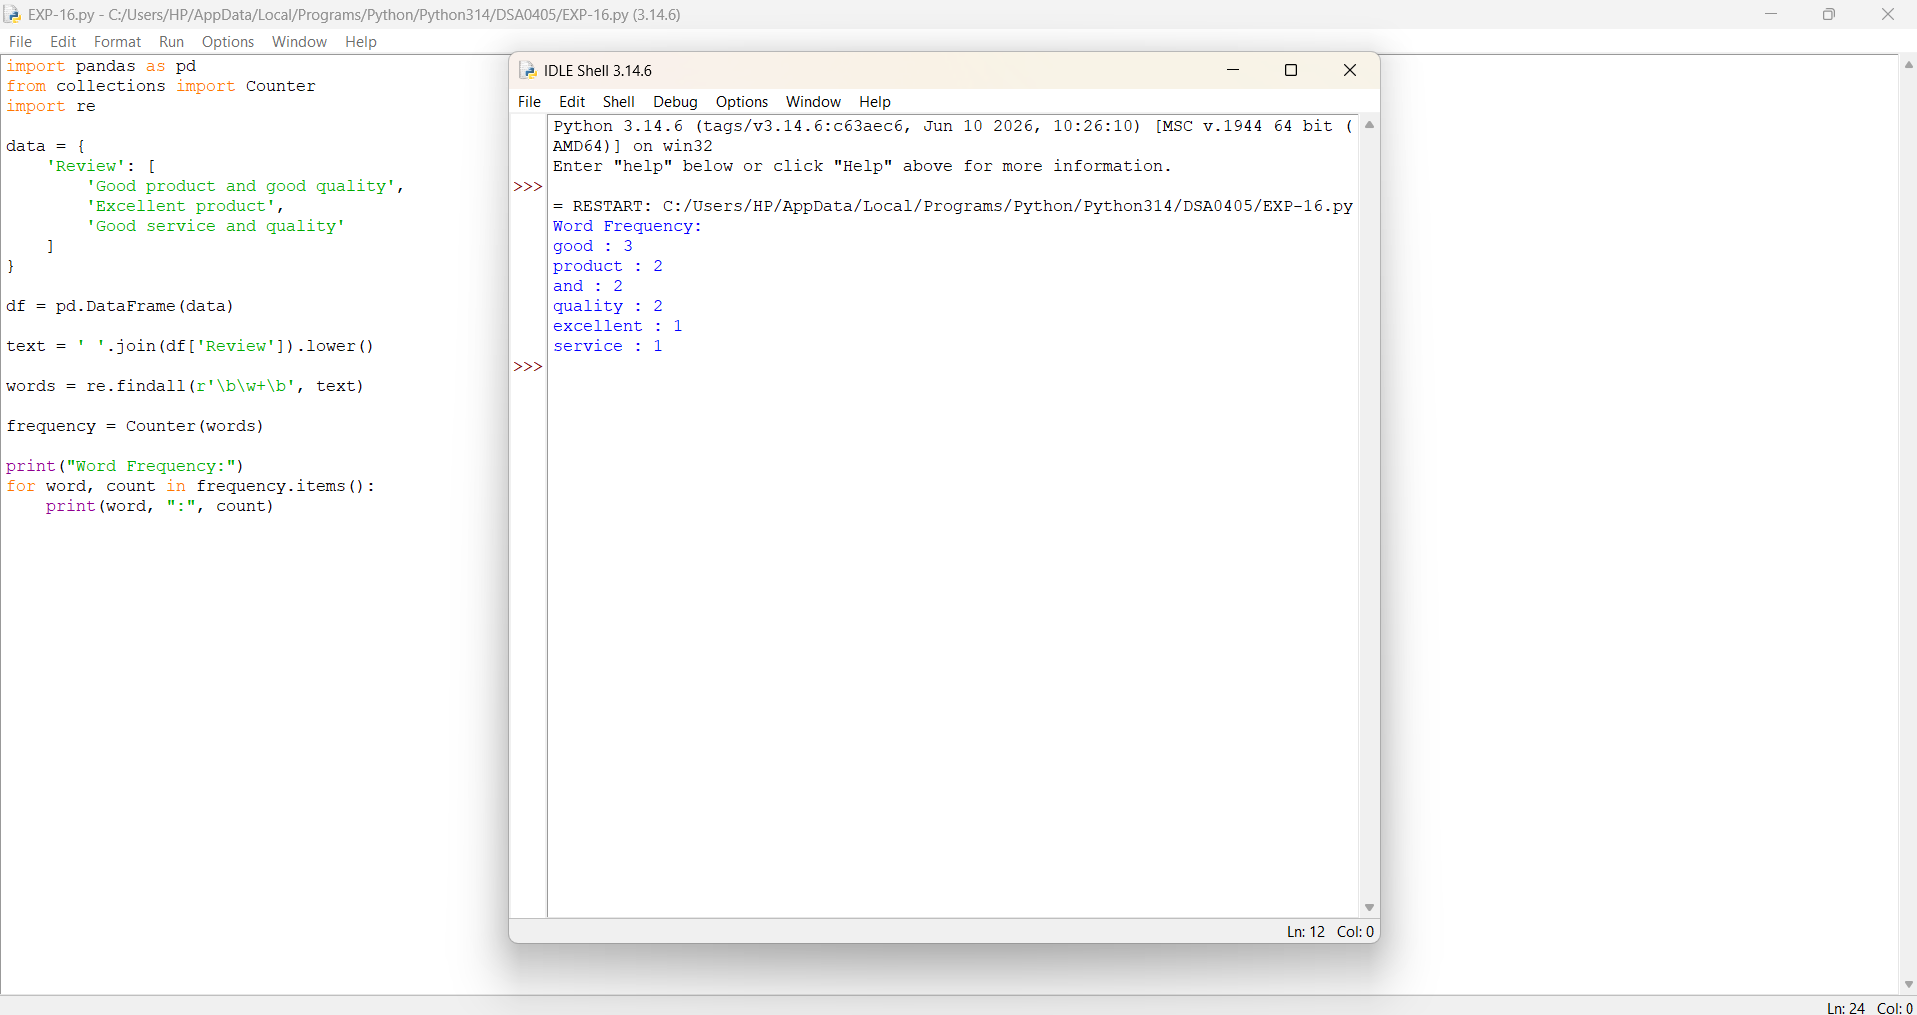 EXP-16.py - C:/Users/HP/AppData/Local/Programs/Python/Python314/DSA0405/EXP-16.py (3.14.6)
File Edit Format Run Options Window Help
import pandas as pd
from collections import Counter
import re
data = {
    'Review': [
        'Good product and good quality',
        'Excellent product',
        'Good service and quality'
    ]
}
df = pd.DataFrame(data)
text = ' '.join(df['Review']).lower()
words = re.findall(r'\b\w+\b', text)
frequency = Counter(words)
print("Word Frequency:")
for word, count in frequency.items():
    print(word, ":", count)
IDLE Shell 3.14.6
File Edit Shell Debug Options Window Help
Python 3.14.6 (tags/v3.14.6:c63aec6, Jun 10 2026, 10:26:10) [MSC v.1944 64 bit (
AMD64)] on win32
Enter "help" below or click "Help" above for more information.
>>>
= RESTART: C:/Users/HP/AppData/Local/Programs/Python/Python314/DSA0405/EXP-16.py
Word Frequency:
good : 3
product : 2
and : 2
quality : 2
excellent : 1
service : 1
>>>
Ln: 12 Col: 0
Ln: 24 Col: 0